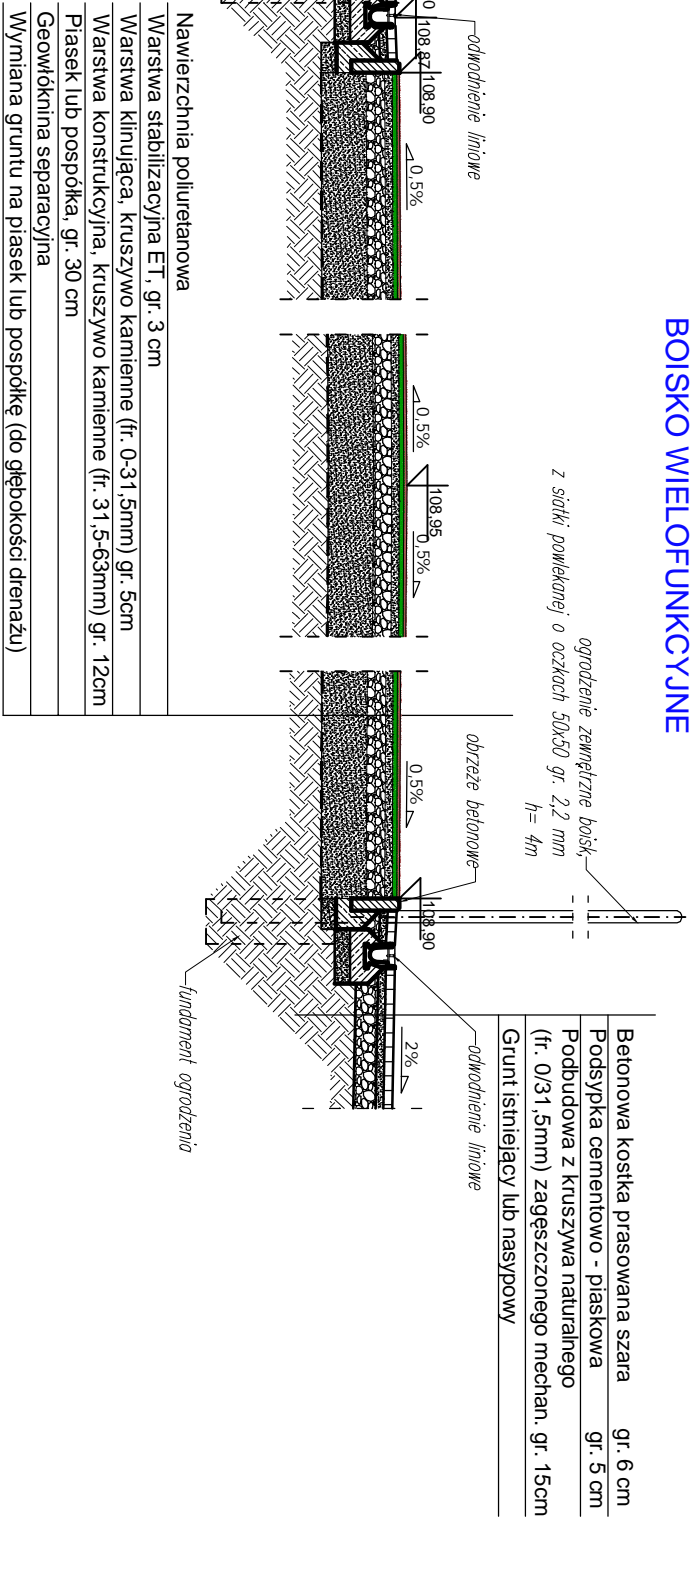 BOISKO WIELOFUNKCYJNE
ogrodzenie zewnętrzne boisk,
z siatki powlekanej o oczkach 50x50 gr. 2,2 mm
h= 4m
odwodnienie liniowe
obrzeże betonowe
odwodnienie liniowe
fundament ogrodzenia
0
108,87
108,90
0,5%
0,5%
108,95
0,5%
0,5%
108,90
2%
Betonowa kostka prasowana szara gr. 6 cm
Podsypka cementowo - piaskowa gr. 5 cm
Podbudowa z kruszywa naturalnego
(fr. 0/31,5mm) zagęszczonego mechan. gr. 15cm
Grunt istniejący lub nasypowy
Nawierzchnia poliuretanowa
Warstwa stabilizacyjna ET, gr. 3 cm
Warstwa klinująca, kruszywo kamienne (fr. 0-31,5mm) gr. 5cm
Warstwa konstrukcyjna, kruszywo kamienne (fr. 31,5-63mm) gr. 12cm
Piasek lub pospółka, gr. 30 cm
Geowłóknina separacyjna
Wymiana gruntu na piasek lub pospółkę (do głębokości drenażu)